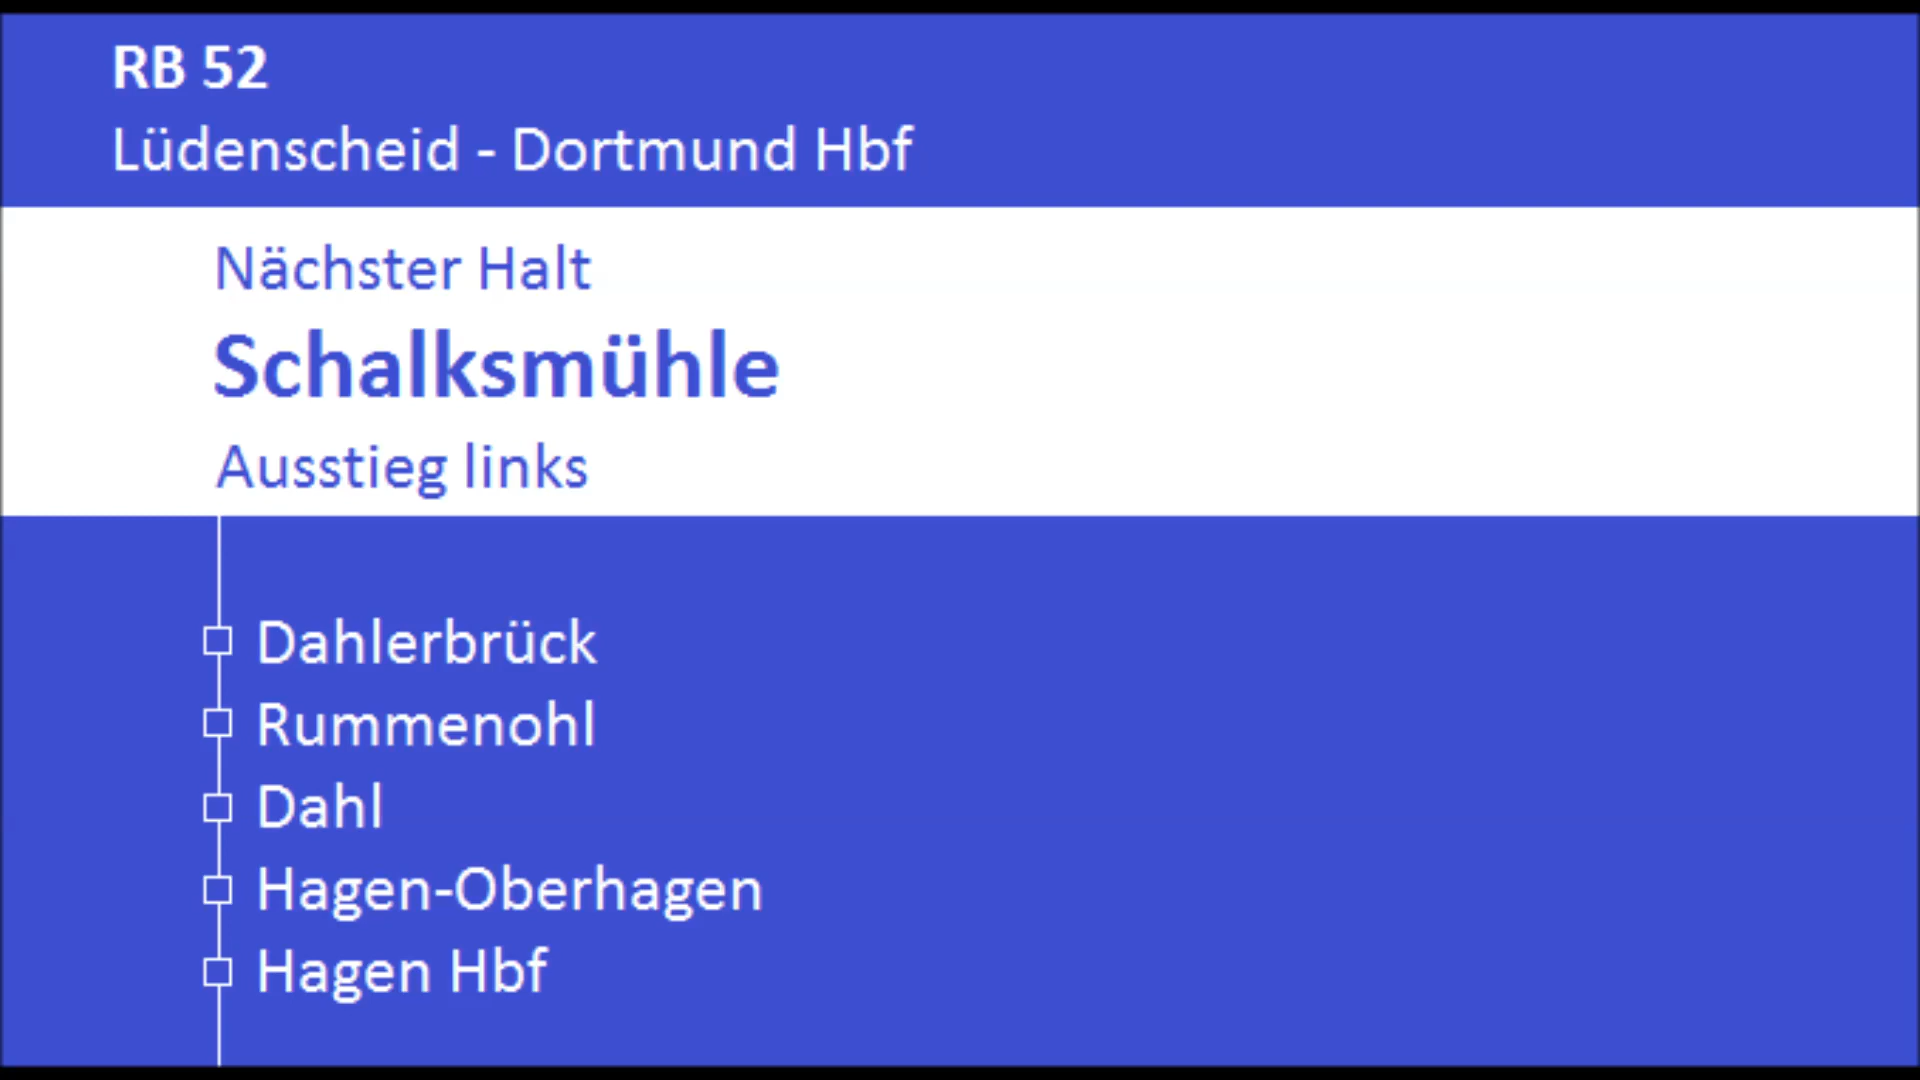 RB 52
Lüdenscheid - Dortmund Hbf
Nächster Halt
Schalksmühle
Ausstieg links
Dahlerbrück
Rummenohl
Dahl
Hagen-Oberhagen
Hagen Hbf